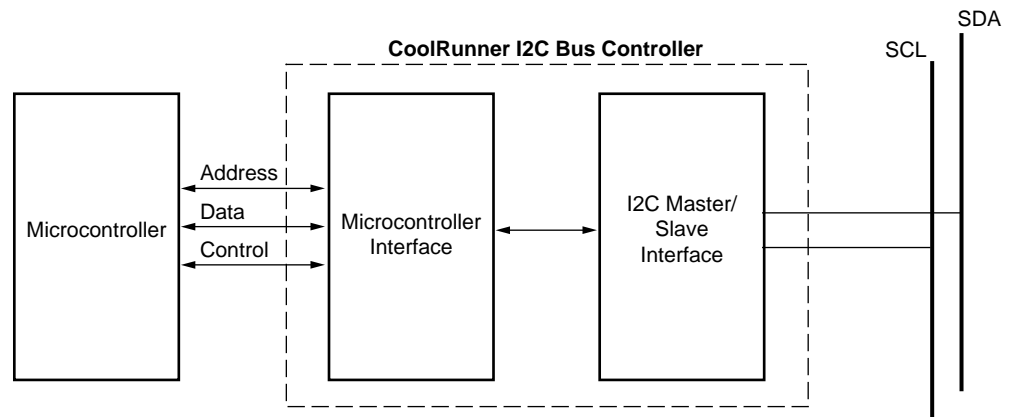 SDA
CoolRunner I2C Bus Controller
SCL
Address
Data
Control
Microcontroller
Microcontroller
Interface
I2C Master/
Slave
Interface